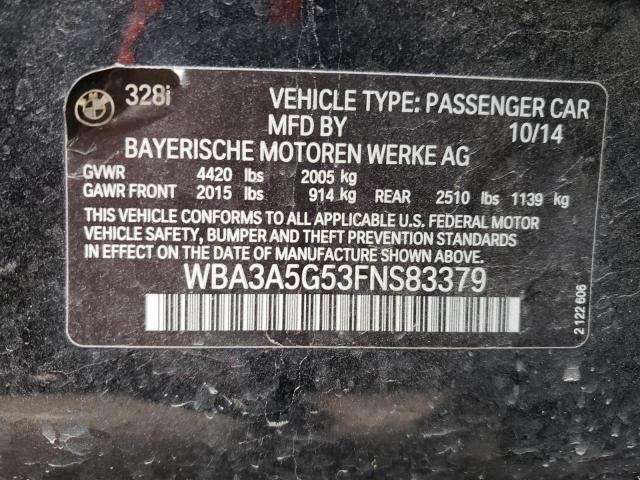 328i VEHICLE TYPE: PASSENGER CAR
MFD BY 10/14
BAYERISCHE MOTOREN WERKE AG
GVWR 4420 lbs 2005 kg
GAWR FRONT 2015 lbs 914 kg REAR 2510 lbs 1139 kg
THIS VEHICLE CONFORMS TO ALL APPLICABLE U.S. FEDERAL MOTOR
VEHICLE SAFETY, BUMPER AND THEFT PREVENTION STANDARDS
IN EFFECT ON THE DATE OF MANUFACTURE SHOWN ABOVE.
WBA3A5G53FNS83379
2 122 606